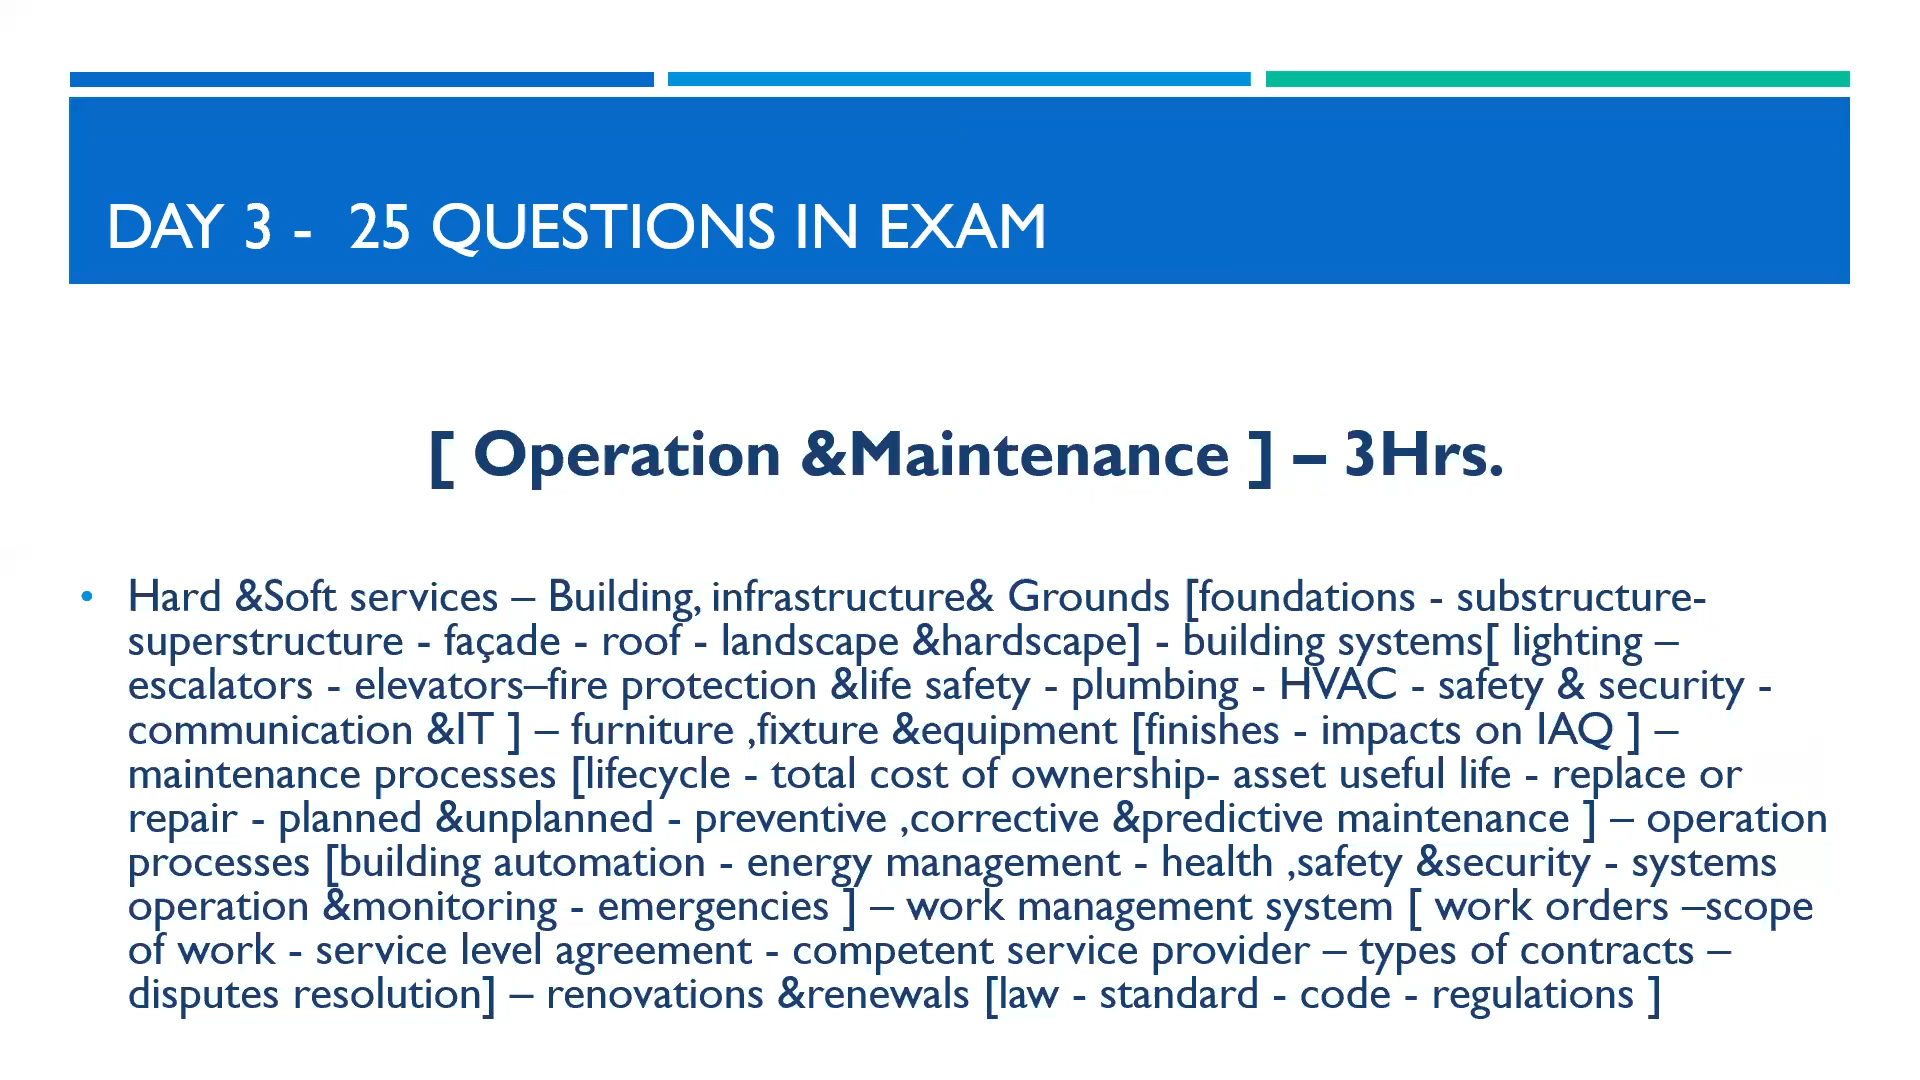 DAY 3 - 25 QUESTIONS IN EXAM
[ Operation &Maintenance ] – 3Hrs.
• Hard &Soft services – Building, infrastructure& Grounds [foundations - substructure-
superstructure - façade - roof - landscape &hardscape] - building systems[ lighting –
escalators - elevators–fire protection &life safety - plumbing - HVAC - safety & security -
communication &IT ] – furniture ,fixture &equipment [finishes - impacts on IAQ ] –
maintenance processes [lifecycle - total cost of ownership- asset useful life - replace or
repair - planned &unplanned - preventive ,corrective &predictive maintenance ] – operation
processes [building automation - energy management - health ,safety &security - systems
operation &monitoring - emergencies ] – work management system [ work orders –scope
of work - service level agreement - competent service provider – types of contracts –
disputes resolution] – renovations &renewals [law - standard - code - regulations ]